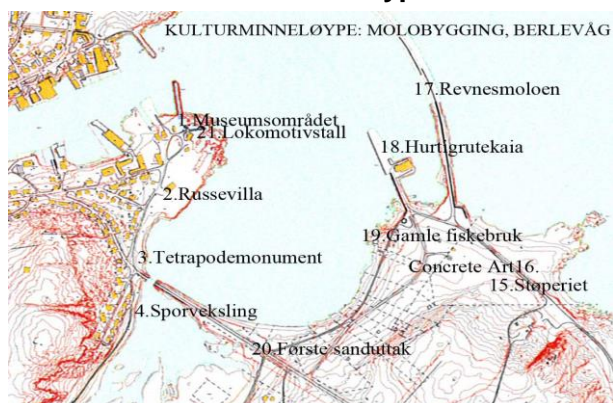 KULTURMINNELØYPE: MOLOBYGGING, BERLEVÅG
17.Revnesmoloen
1.Museumsområdet
21.Lokomotivstall
18.Hurtigrutekaia
2.Russevilla
19.Gamle fiskebruk
3.Tetrapodemonument
Concrete Art16.
15.Støperiet
4.Sporveksling
20.Første sanduttak